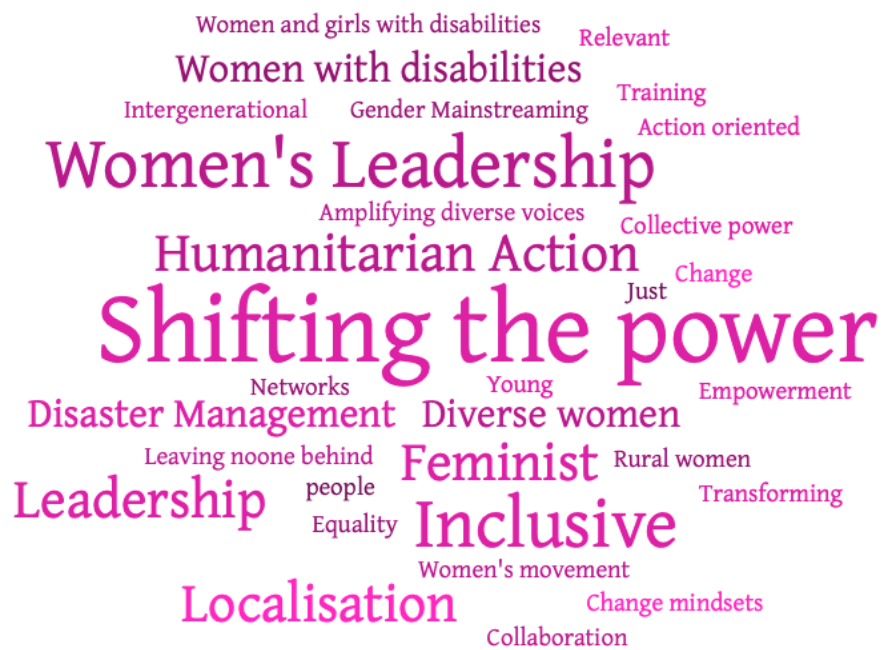 Women and girls with disabilities
Relevant
Women with disabilities
Training
Intergenerational
Gender Mainstreaming
Action oriented
Women's Leadership
Amplifying diverse voices
Collective power
Humanitarian Action
Change
Just
Shifting the power
Networks
Young
Empowerment
Disaster Management
Diverse women
Leaving noone behind
Feminist
Rural women
Leadership
people
Transforming
Equality
Inclusive
Women's movement
Localisation
Change mindsets
Collaboration